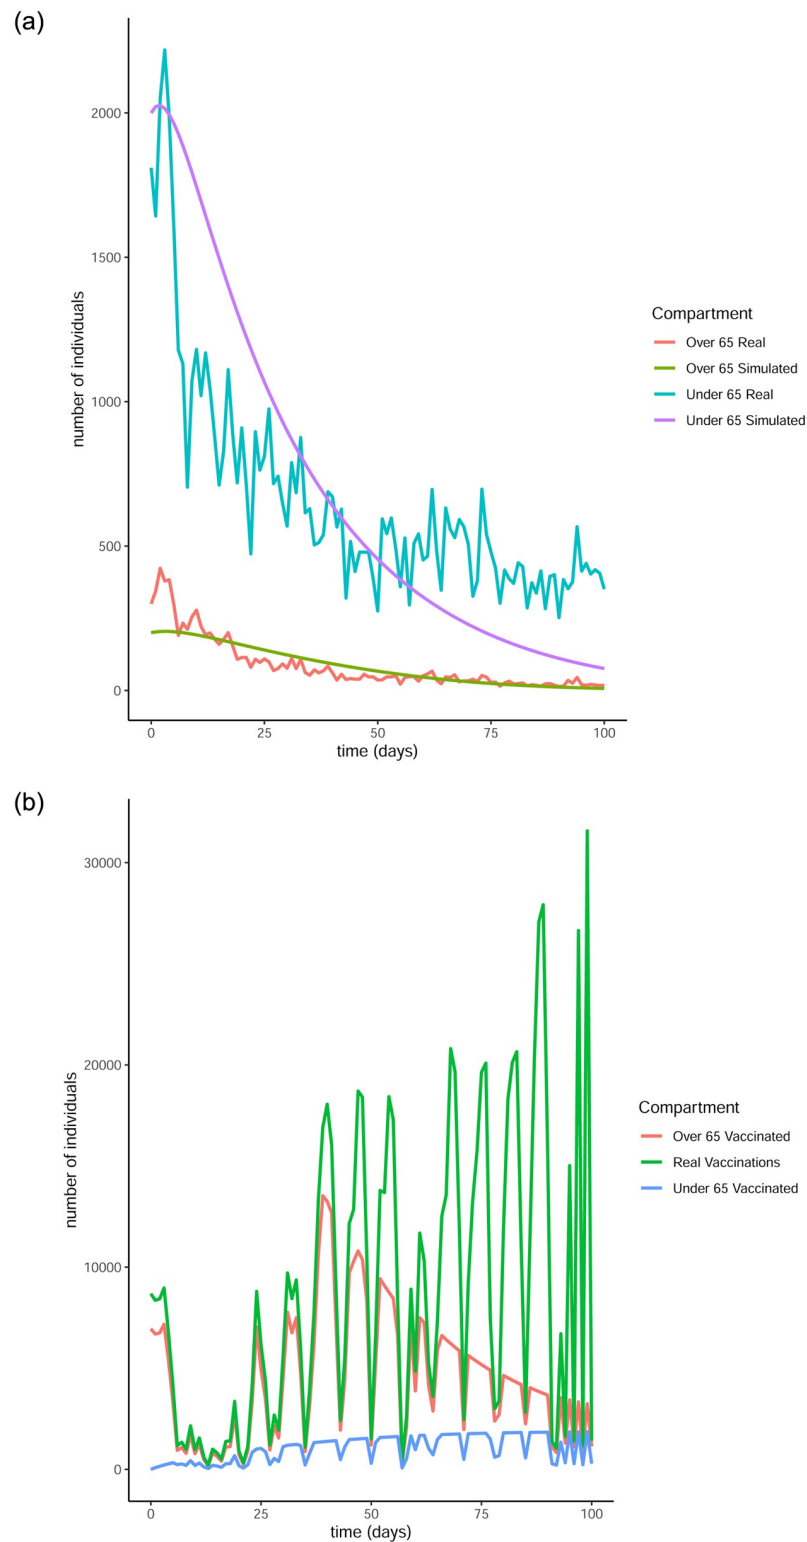 (a)
2000
1500
1000
500
0
number of individuals
0 25 50 75 100
time (days)
Compartment
Over 65 Real
Over 65 Simulated
Under 65 Real
Under 65 Simulated
(b)
30000
20000
10000
0
number of individuals
0 25 50 75 100
time (days)
Compartment
Over 65 Vaccinated
Real Vaccinations
Under 65 Vaccinated